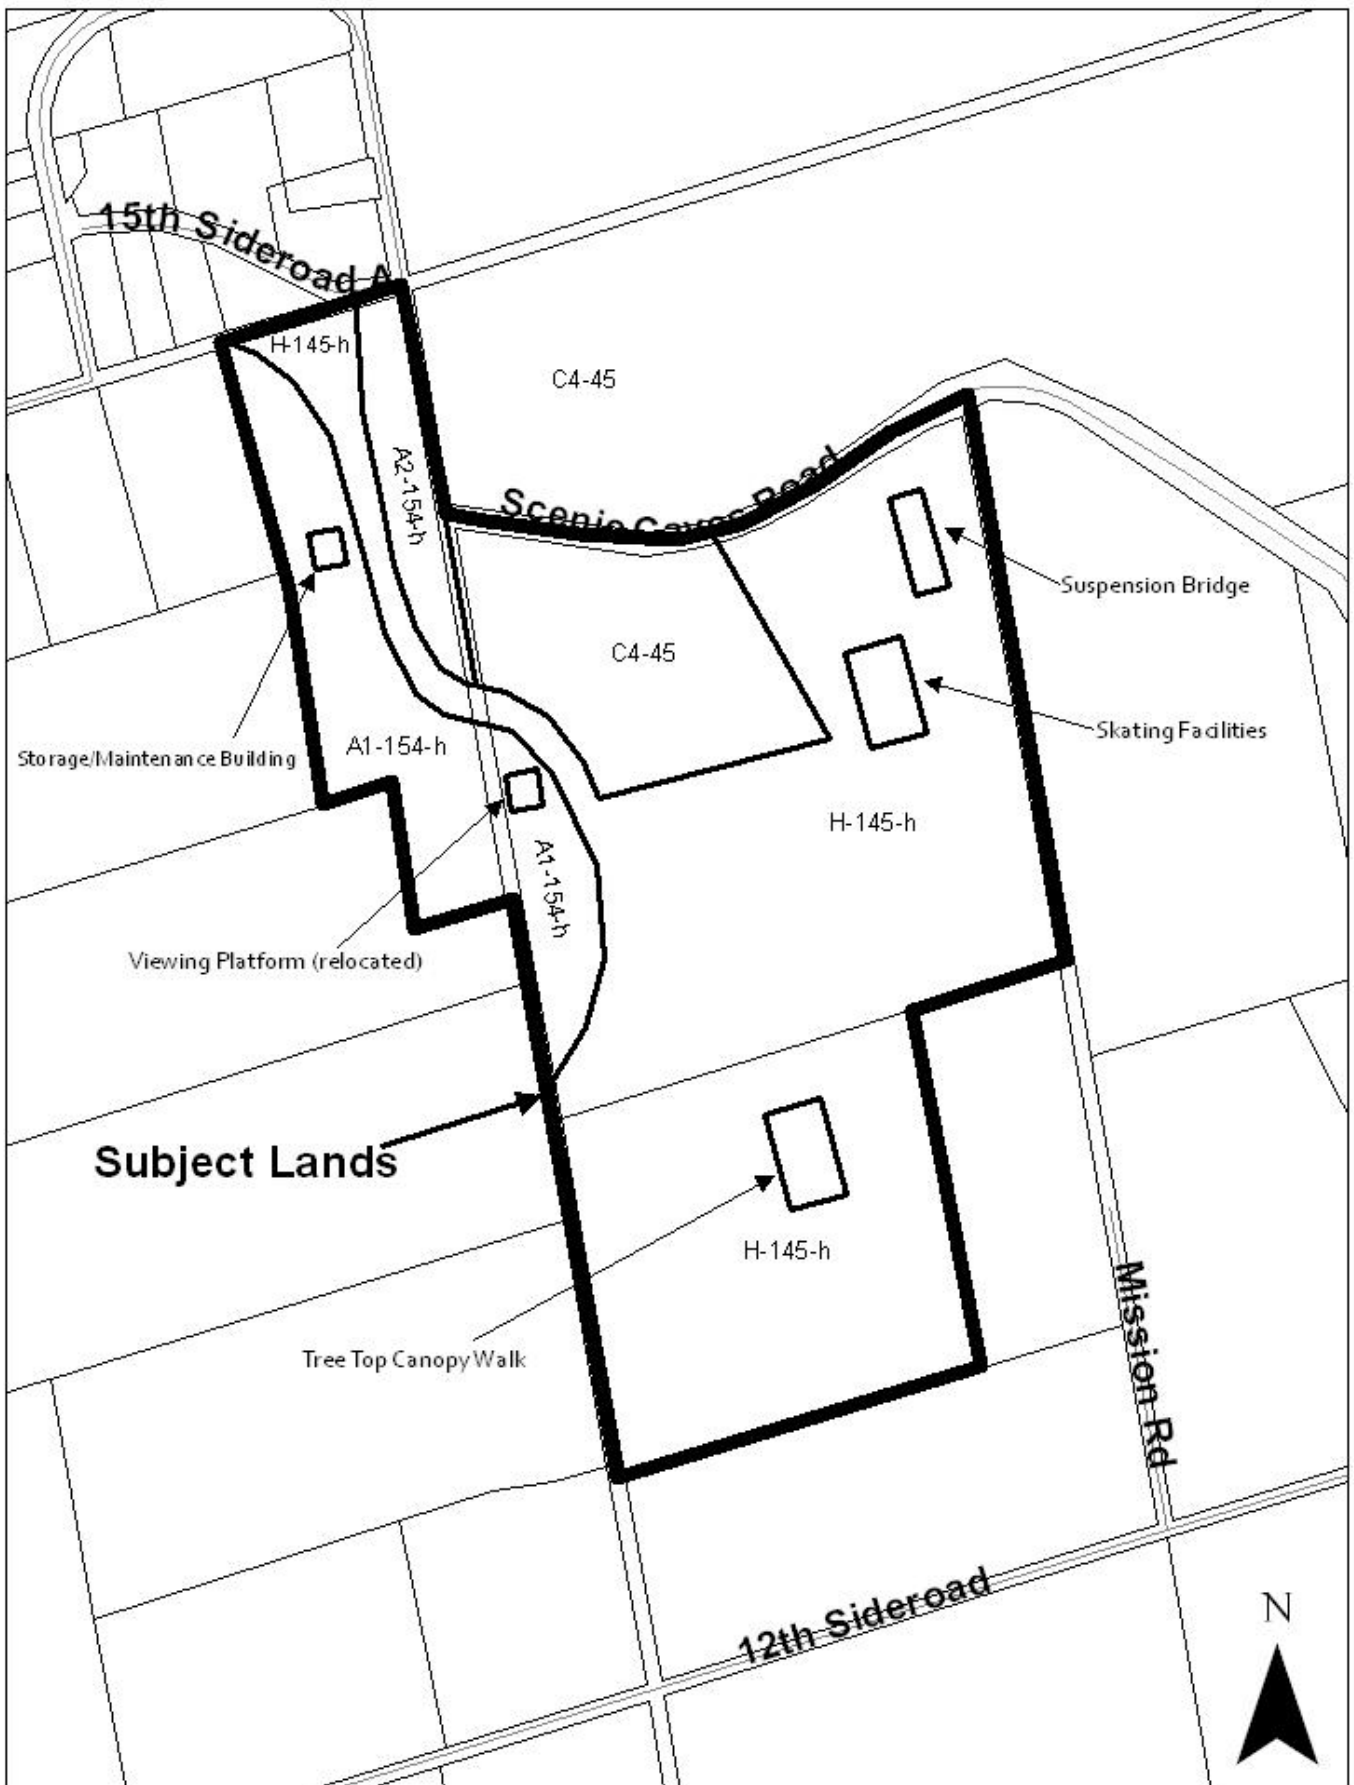 15th Sideroad A
H-145-h
C4-45
A2-154-h
Scenic Caves Road
Suspension Bridge
C4-45
Skating Facilities
A1-154-h
Storage/Maintenance Building
H-145-h
A1-154-h
Viewing Platform (relocated)
Subject Lands
H-145-h
Mission Rd
Tree Top Canopy Walk
12th Sideroad
N